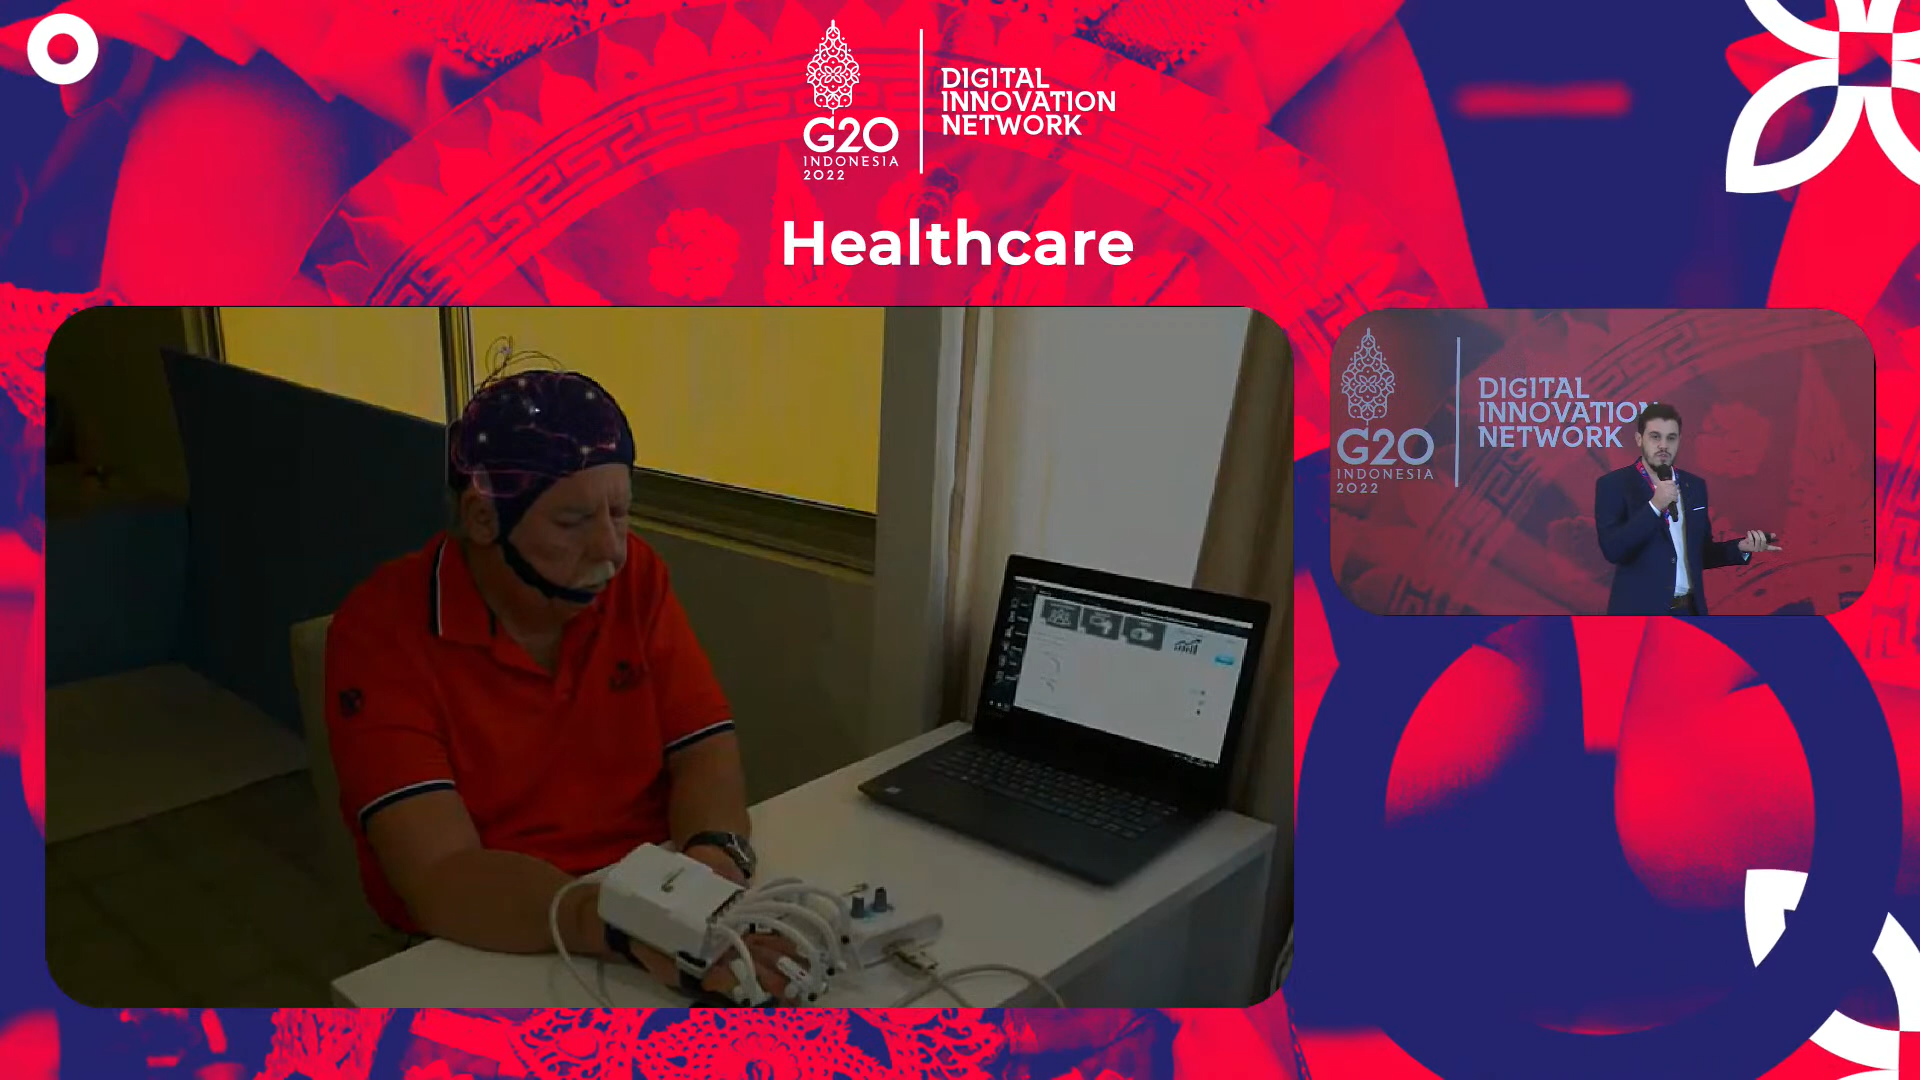 G20
INDONESIA
2022
DIGITAL
INNOVATION
NETWORK
Healthcare
G20
INDONESIA
2022
DIGITAL
INNOVATION
NETWORK